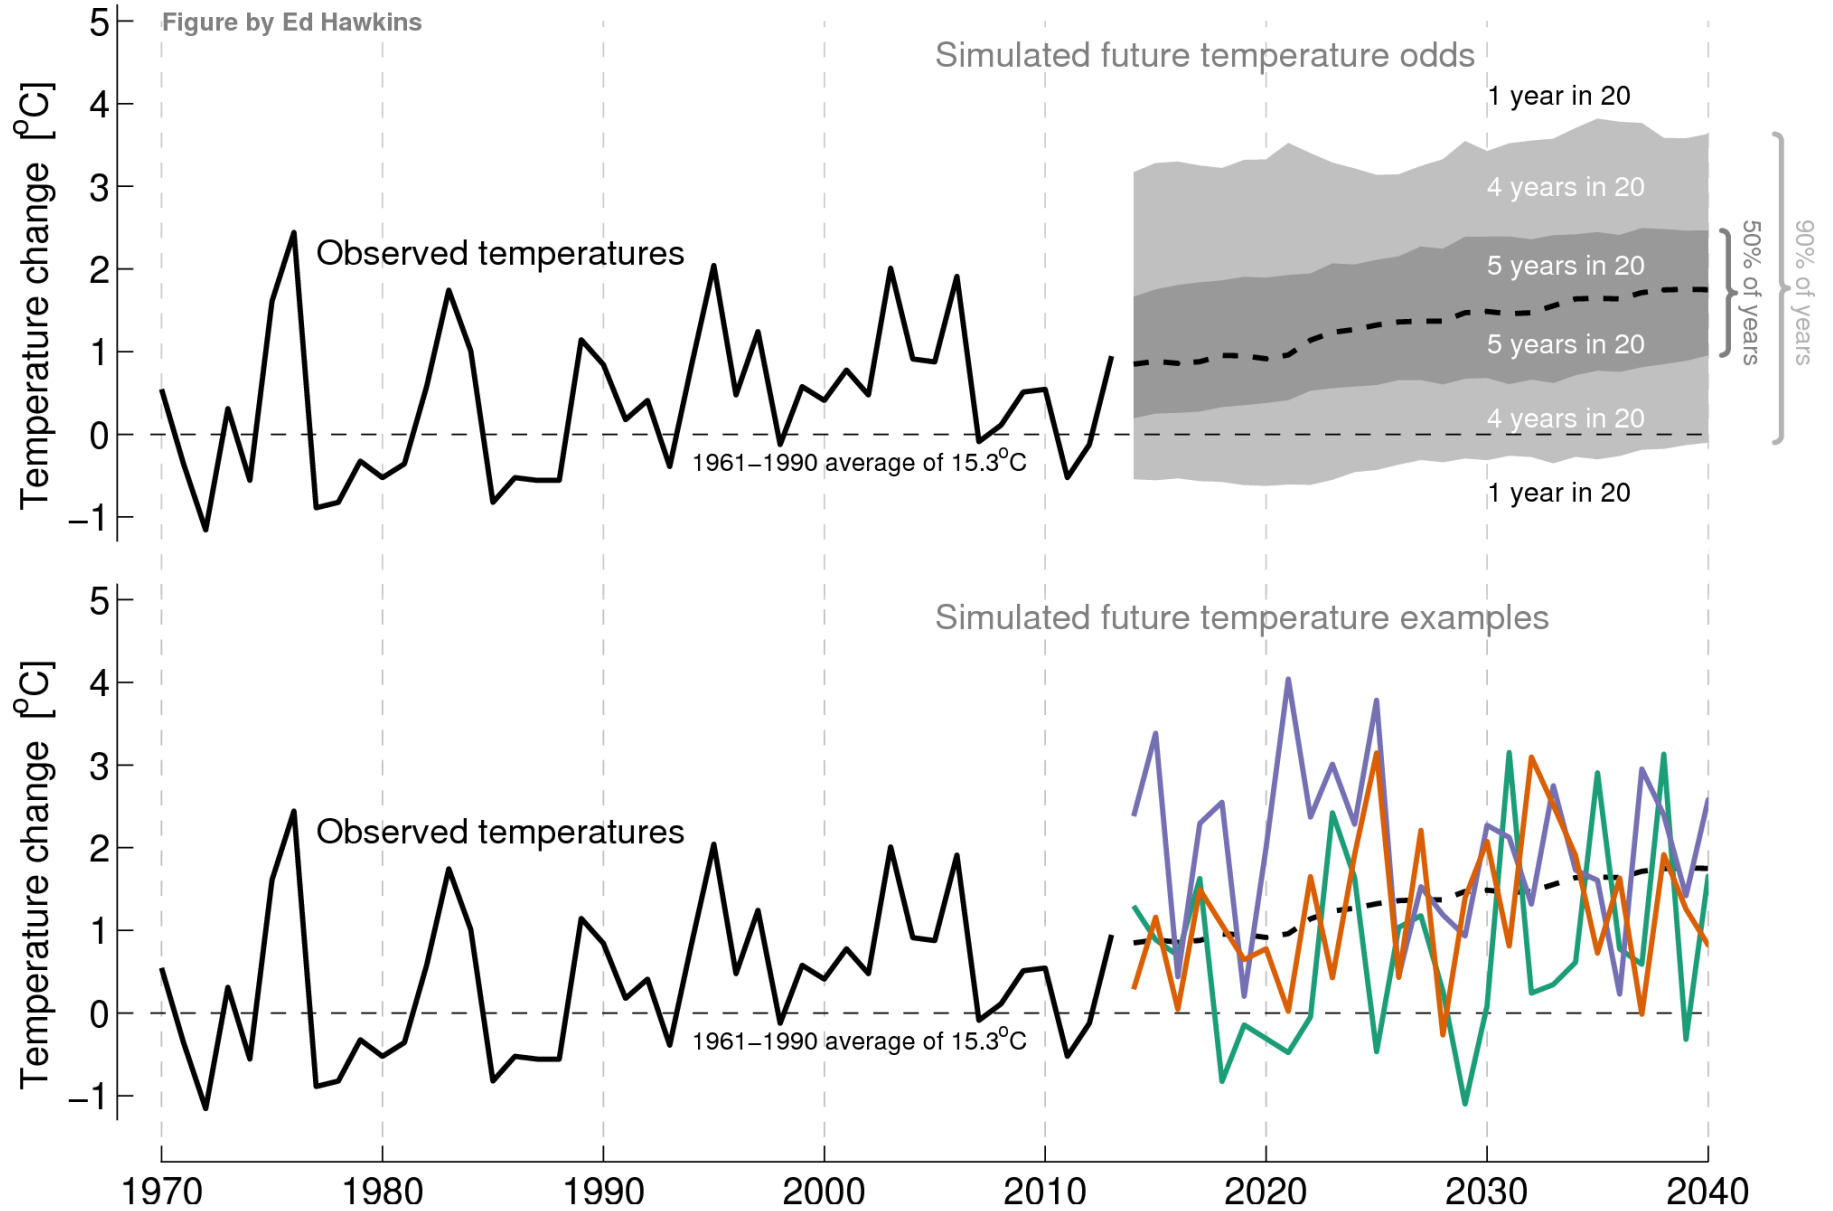 Figure by Ed Hawkins
Simulated future temperature odds
Temperature change [°C]
5
4
3
2
1
0
−1
Observed temperatures
1961−1990 average of 15.3°C
1 year in 20
4 years in 20
5 years in 20
5 years in 20
4 years in 20
1 year in 20
50% of years
90% of years
Simulated future temperature examples
Temperature change [°C]
5
4
3
2
1
0
−1
Observed temperatures
1961−1990 average of 15.3°C
1970 1980 1990 2000 2010 2020 2030 2040